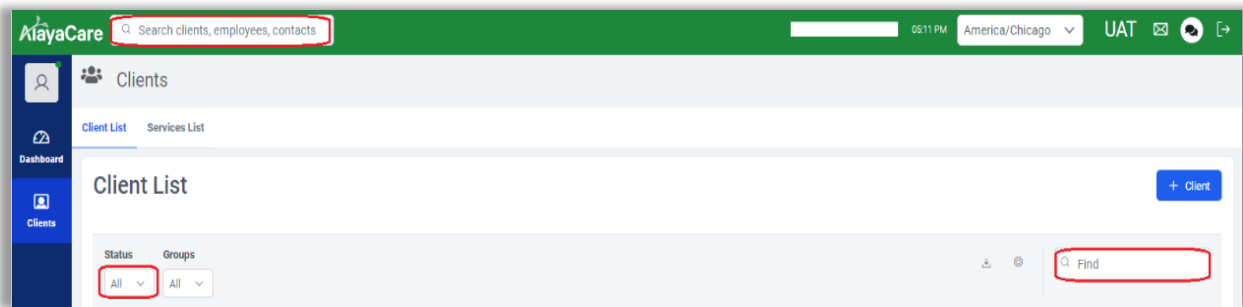 AlayaCare
Search clients, employees, contacts
05:11 PM
America/Chicago
UAT
Clients
Client List
Services List
Dashboard
Client List
+ Client
Clients
Status
Groups
All
All
Find